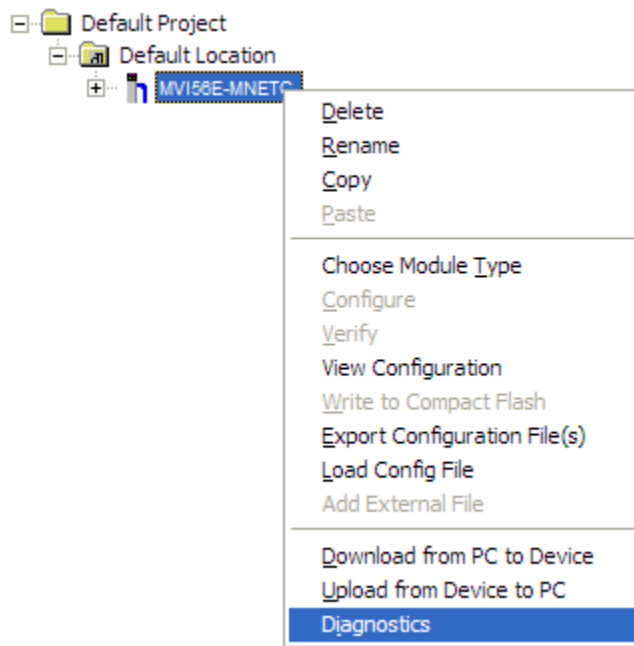 Default Project
Default Location
MVI56E-MNETC
Delete
Rename
Copy
Paste
Choose Module Type
Configure
Verify
View Configuration
Write to Compact Flash
Export Configuration File(s)
Load Config File
Add External File
Download from PC to Device
Upload from Device to PC
Diagnostics